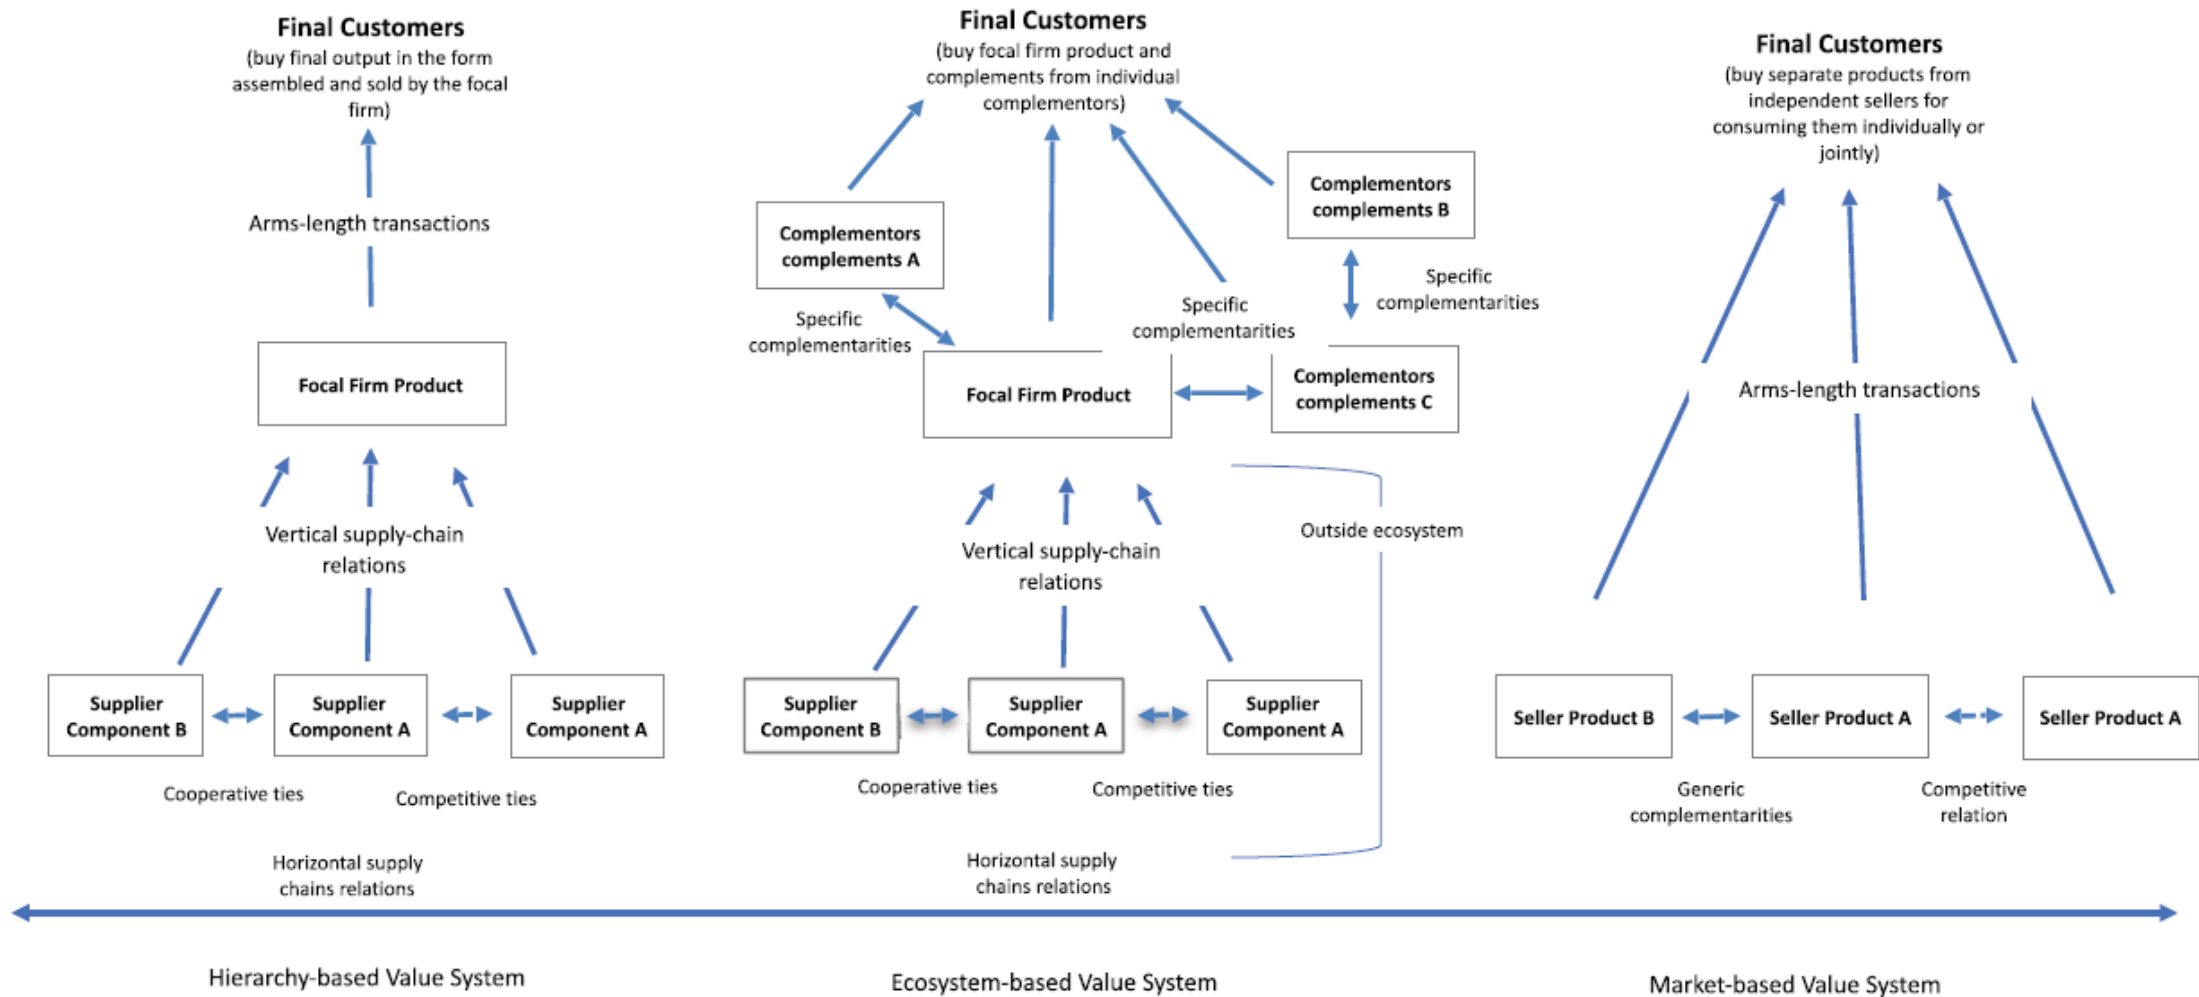 Final Customers
(buy final output in the form
assembled and sold by the focal
firm)
Arms-length transactions
Focal Firm Product
Vertical supply-chain
relations
Supplier
Component B
Supplier
Component A
Supplier
Component A
Cooperative ties
Competitive ties
Horizontal supply
chains relations
Hierarchy-based Value System
Final Customers
(buy focal firm product and
complements from individual
complementors)
Complementors
complements A
Complementors
complements B
Specific
complementarities
Specific
complementarities
Specific
complementarities
Focal Firm Product
Complementors
complements C
Outside ecosystem
Vertical supply-chain
relations
Supplier
Component B
Supplier
Component A
Supplier
Component A
Cooperative ties
Competitive ties
Horizontal supply
chains relations
Ecosystem-based Value System
Final Customers
(buy separate products from
independent sellers for
consuming them individually or
jointly)
Arms-length transactions
Seller Product B
Seller Product A
Seller Product A
Generic
complementarities
Competitive
relation
Market-based Value System